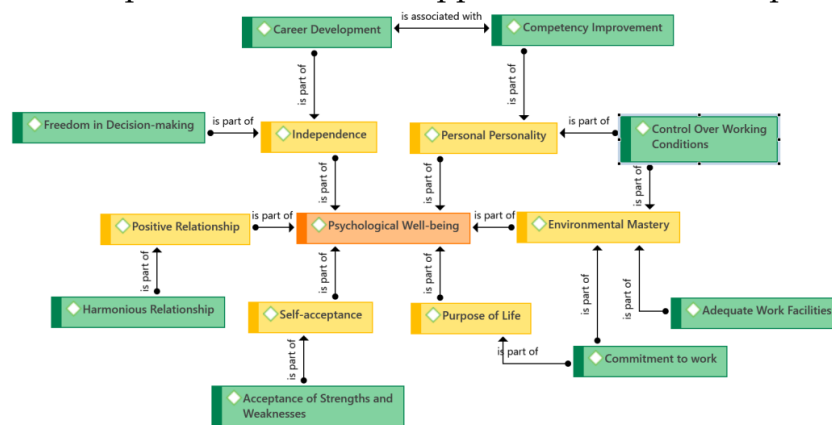 is associated with
Career Development
Competency Improvement
is part of
is part of
Freedom in Decision-making
is part of
Independence
Personal Personality
is part of
Control Over Working
Conditions
is part of
is part of
is part of
Positive Relationship
is part of
Psychological Well-being
is part of
Environmental Mastery
is part of
is part of
is part of
is part of
is part of
Harmonious Relationship
Self-acceptance
Purpose of Life
Adequate Work Facilities
is part of
is part of
Commitment to work
Acceptance of Strengths and
Weaknesses